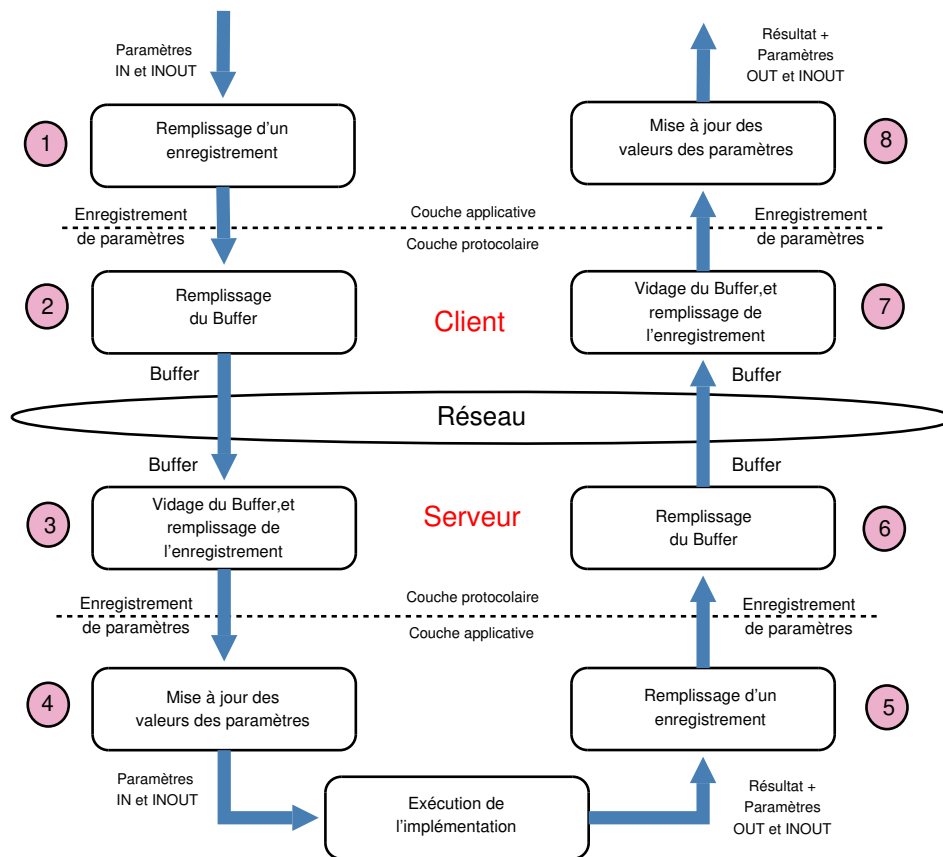 Paramètres
IN et INOUT
Résultat +
Paramètres
OUT et INOUT
1
Remplissage d'un
enregistrement
Mise à jour des
valeurs des paramètres
8
Enregistrement
de paramètres
Couche applicative
Couche protocolaire
Enregistrement
de paramètres
2
Remplissage
du Buffer
Client
Vidage du Buffer,et
remplissage de
l'enregistrement
7
Buffer
Buffer
Réseau
Buffer
Buffer
3
Vidage du Buffer,et
remplissage de
l'enregistrement
Serveur
Remplissage
du Buffer
6
Enregistrement
de paramètres
Couche protocolaire
Couche applicative
Enregistrement
de paramètres
4
Mise à jour des
valeurs des paramètres
Remplissage d'un
enregistrement
5
Paramètres
IN et INOUT
Exécution de
l'implémentation
Résultat +
Paramètres
OUT et INOUT